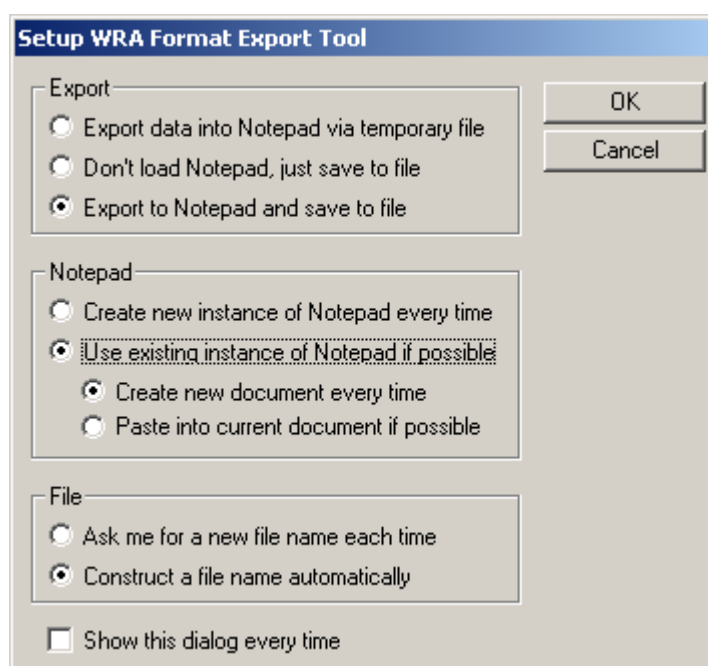 Setup WRA Format Export Tool
Export
OK
Export data into Notepad via temporary file
Cancel
Don't load Notepad, just save to file
Export to Notepad and save to file
Notepad
Create new instance of Notepad every time
Use existing instance of Notepad if possible
Create new document every time
Paste into current document if possible
File
Ask me for a new file name each time
Construct a file name automatically
Show this dialog every time